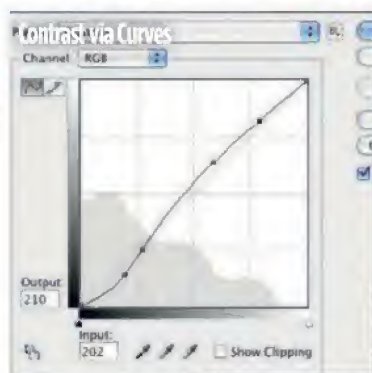 Contrast via Curves
Channel RGB
Output
210
Input:
202
Show Clipping